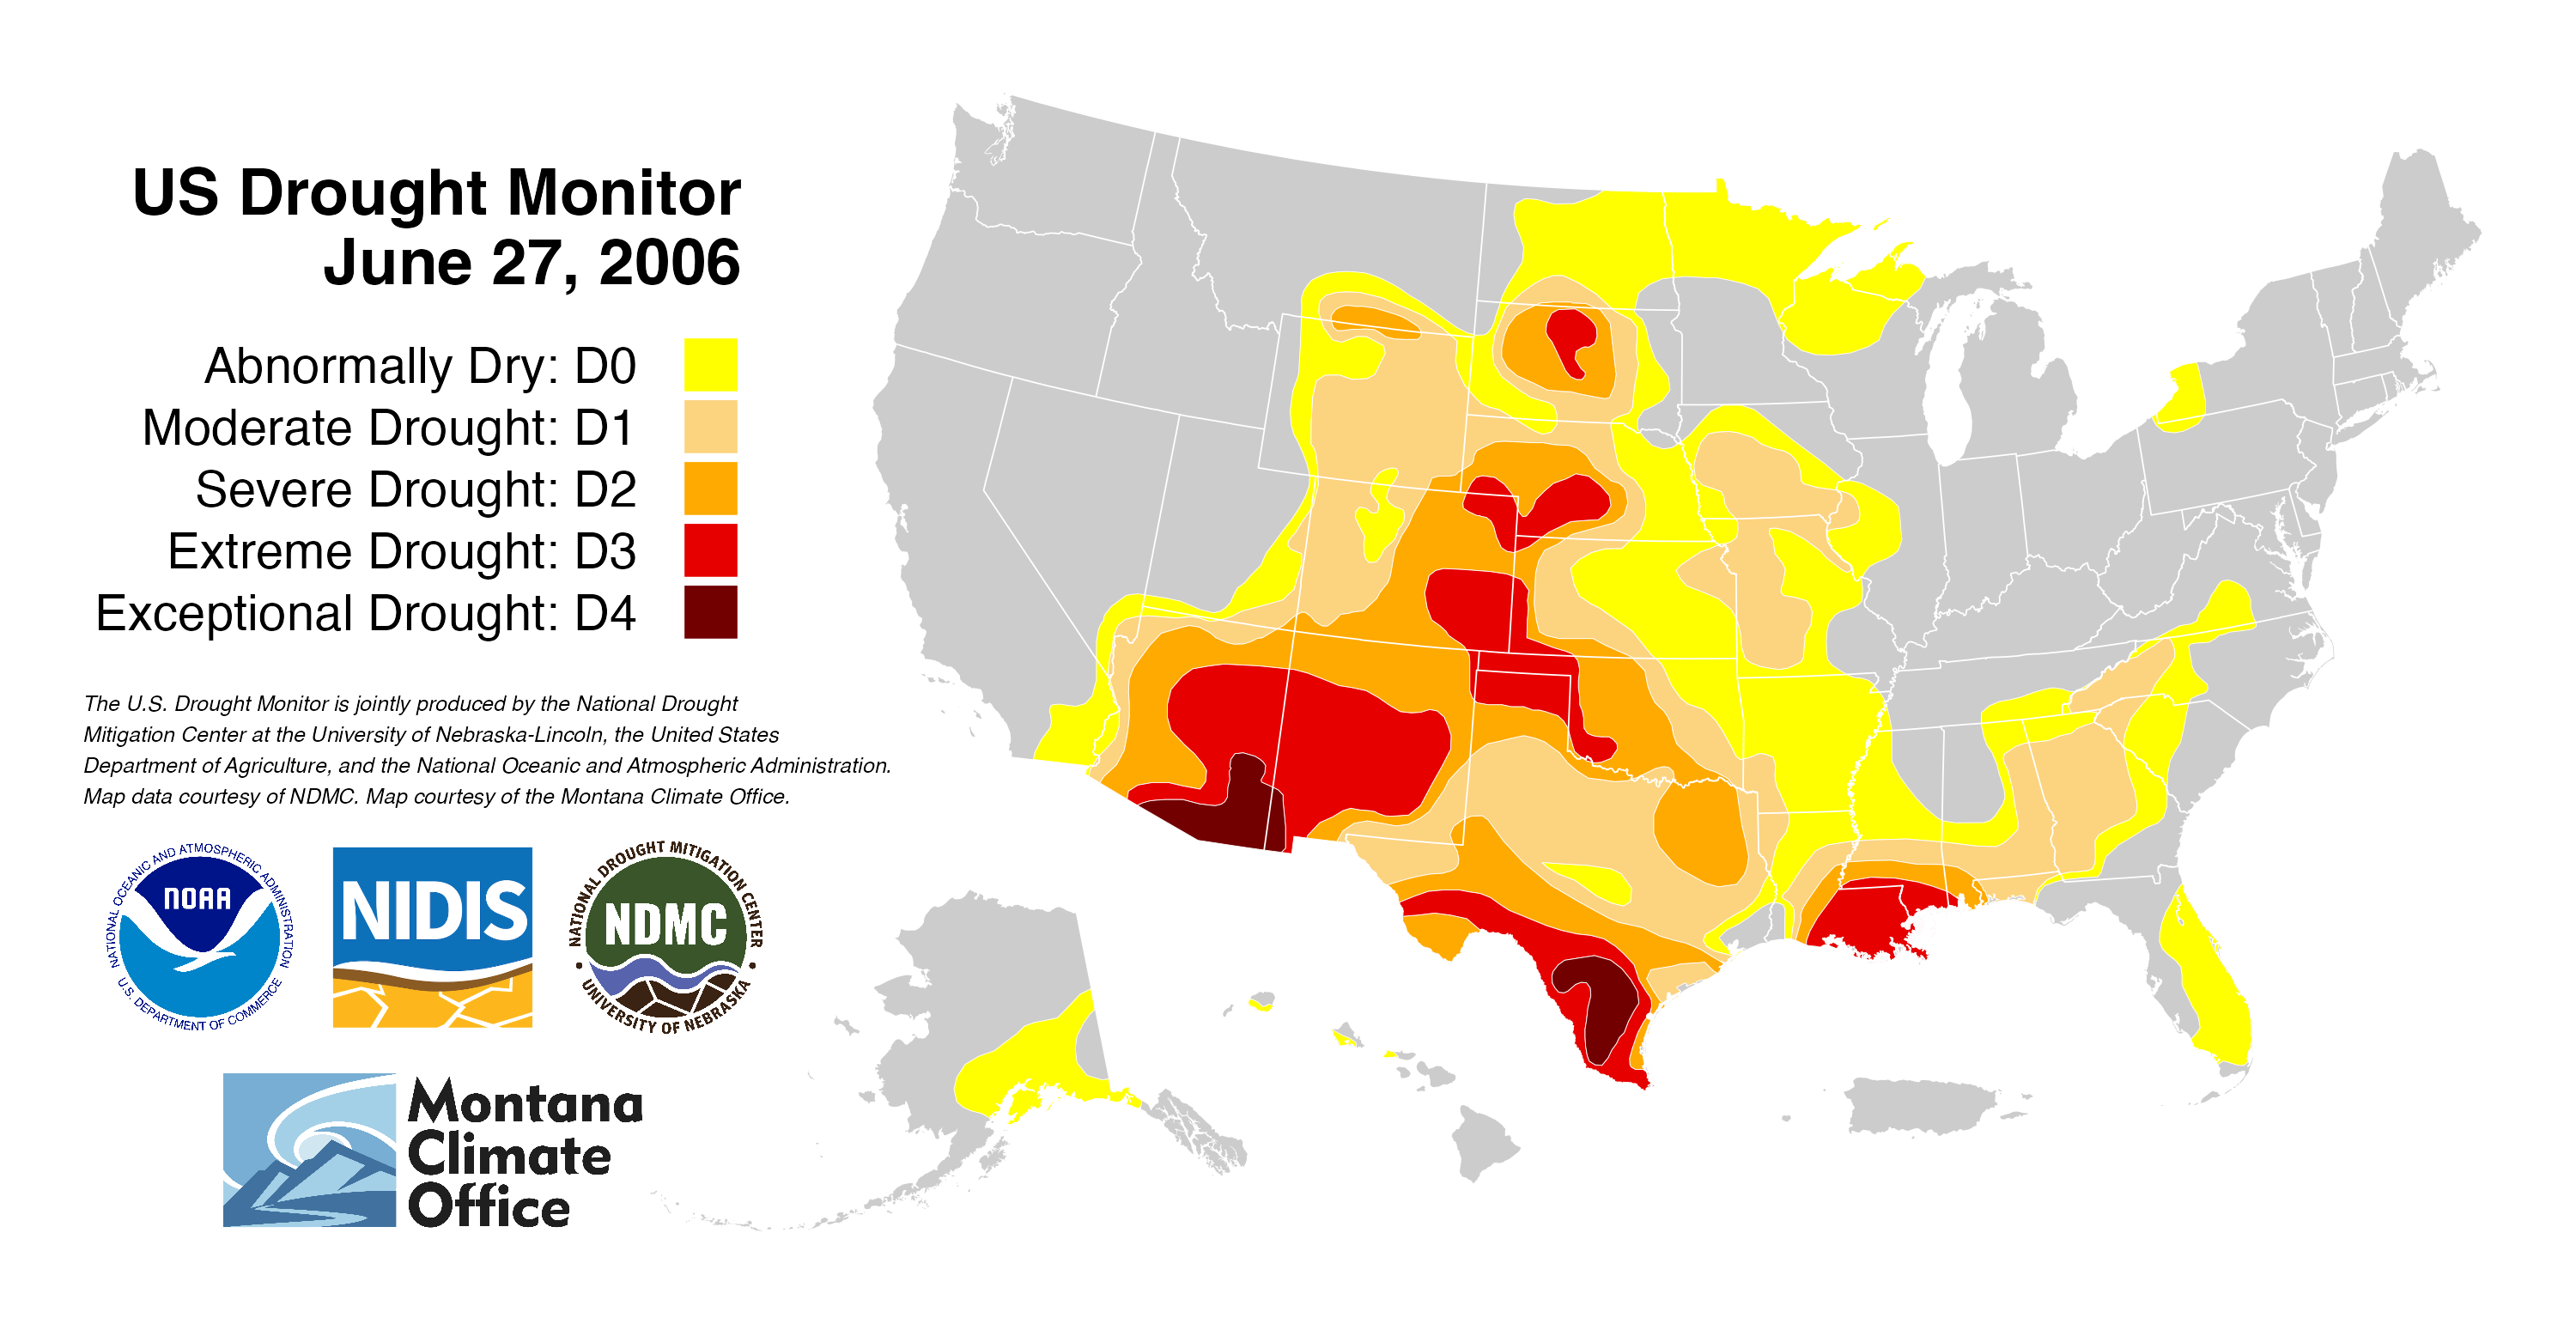 US Drought Monitor
June 27, 2006
Abnormally Dry: D0
Moderate Drought: D1
Severe Drought: D2
Extreme Drought: D3
Exceptional Drought: D4
The U.S. Drought Monitor is jointly produced by the National Drought
Mitigation Center at the University of Nebraska-Lincoln, the United States
Department of Agriculture, and the National Oceanic and Atmospheric Administration.
Map data courtesy of NDMC. Map courtesy of the Montana Climate Office.
NATIONAL OCEANIC AND ATMOSPHERIC ADMINISTRATION
NOAA
U.S. DEPARTMENT OF COMMERCE
NIDIS
NATIONAL DROUGHT MITIGATION CENTER
NDMC
UNIVERSITY OF NEBRASKA
Montana
Climate
Office